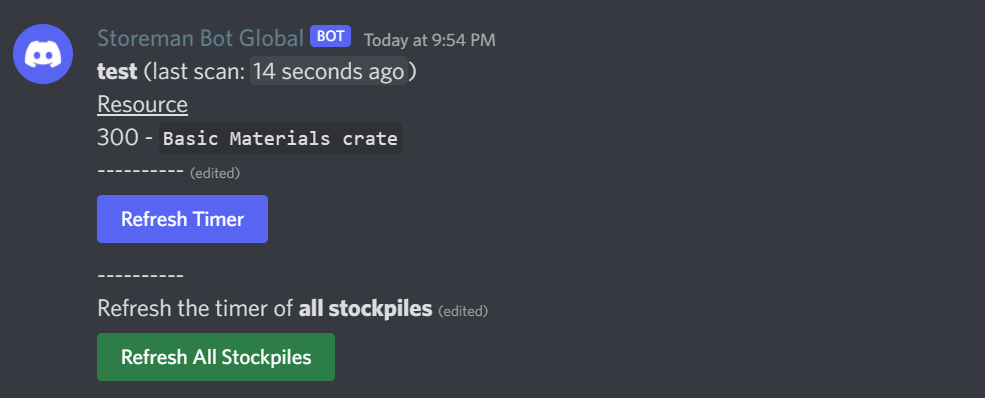 Storeman Bot Global BOT Today at 9:54 PM
test (last scan: 14 seconds ago)
Resource
300 - Basic Materials crate
---------- (edited)
Refresh Timer
----------
Refresh the timer of all stockpiles (edited)
Refresh All Stockpiles